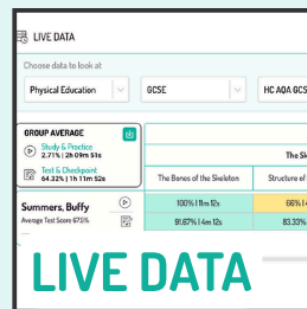 LIVE DATA
Choose data to look at
Physical Education
GCSE
HC AQA GCS
GROUP AVERAGE
Study & Practice
2.71% | 2h 09m 51s
Test & Checkpoint
64.32% | 1h 11m 52s
The Sk
The Bones of the Skeleton
Structure of
Summers, Buffy
100% | 11m 12s
66% | 4
Average Test Score 67.5%
91.67% | 4m 12s
83.33%
LIVE DATA